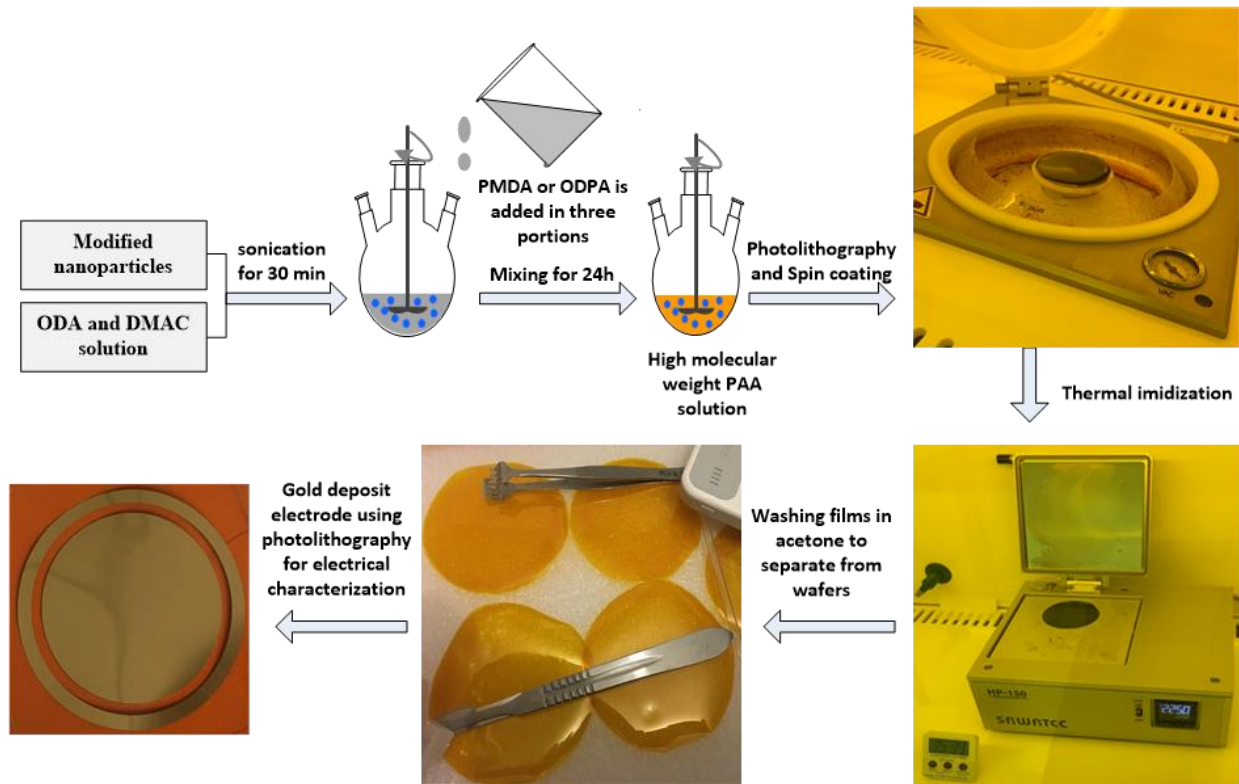 Modified
nanoparticles
ODA and DMAC
solution
sonication
for 30 min
PMDA or ODPA is
added in three
portions
Mixing for 24h
High molecular
weight PAA
solution
Photolithography
and Spin coating
VAC
Thermal imidization
HP-150
SAWATEC
225.0
Washing films in
acetone to
separate from
wafers
Gold deposit
electrode using
photolithography
for electrical
characterization